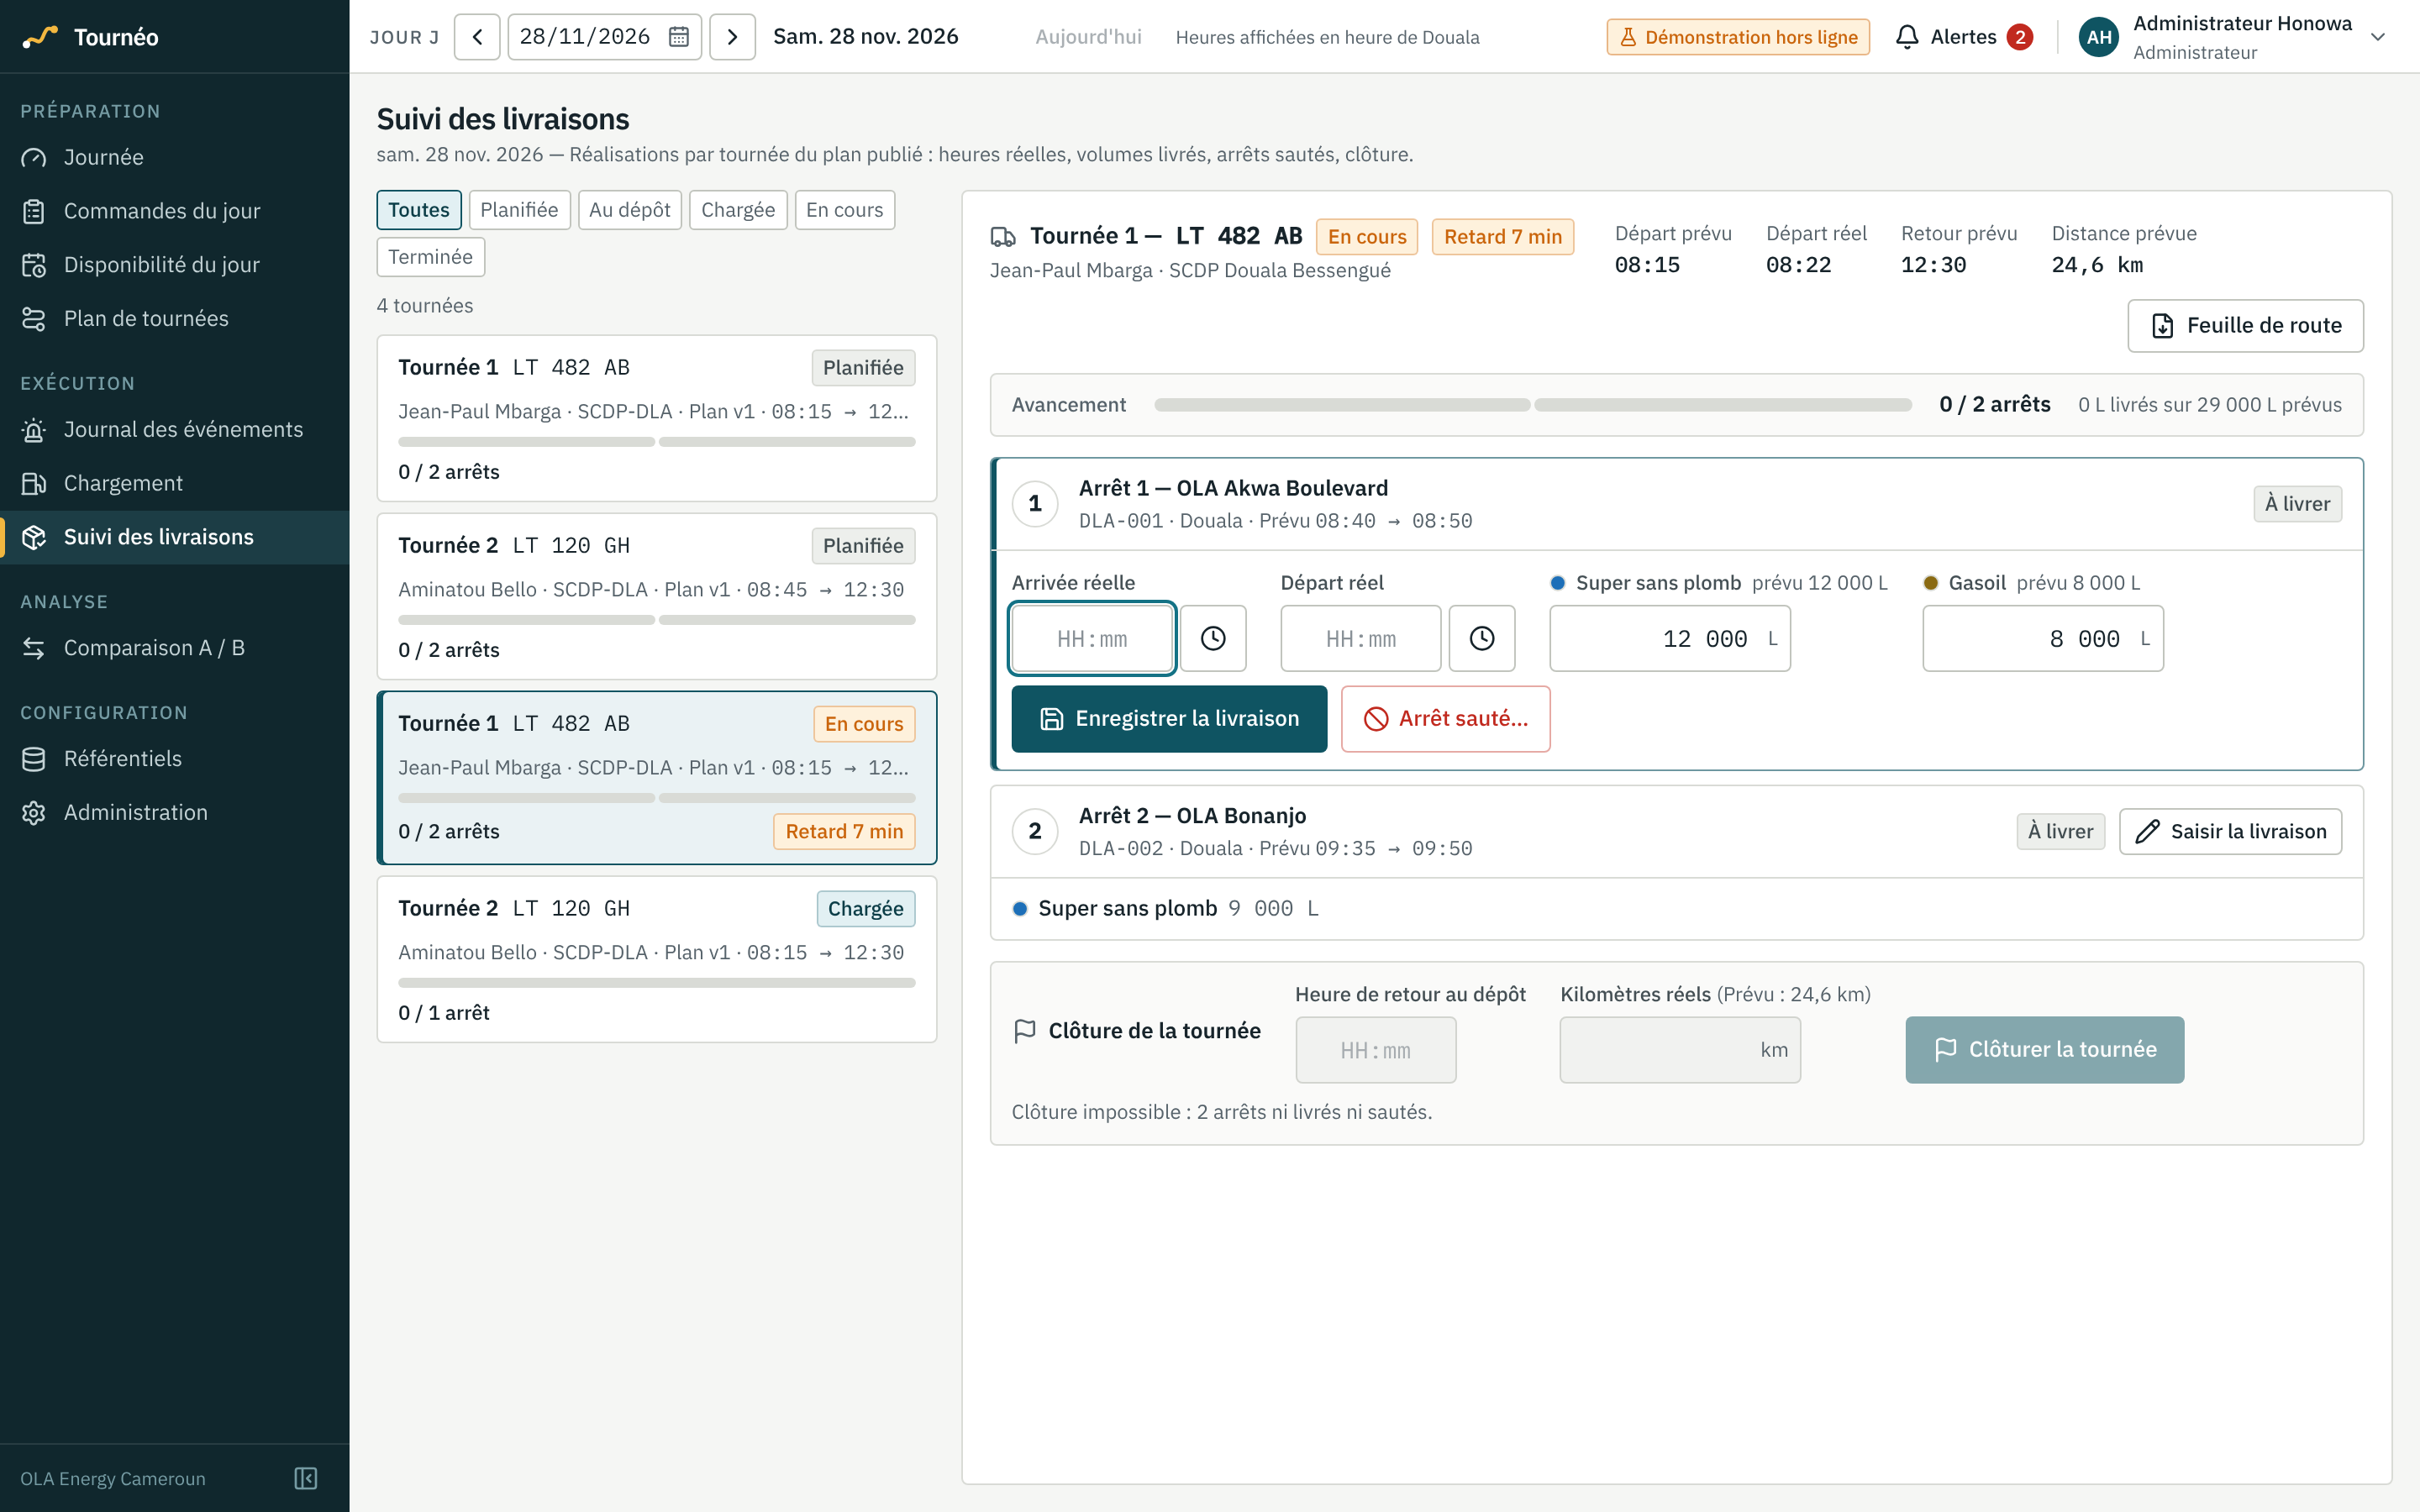 Tournéo
PRÉPARATION
Journée
Commandes du jour
Disponibilité du jour
Plan de tournées
EXÉCUTION
Journal des événements
Chargement
Suivi des livraisons
ANALYSE
Comparaison A / B
CONFIGURATION
Référentiels
Administration
OLA Energy Cameroun
JOUR J 28/11/2026 Sam. 28 nov. 2026 Aujourd'hui Heures affichées en heure de Douala Démonstration hors ligne Alertes 2 AH Administrateur Honowa
Administrateur
Suivi des livraisons
sam. 28 nov. 2026 — Réalisations par tournée du plan publié : heures réelles, volumes livrés, arrêts sautés, clôture.
Toutes Planifiée Au dépôt Chargée En cours
Terminée
4 tournées
Tournée 1 LT 482 AB Planifiée
Jean-Paul Mbarga · SCDP-DLA · Plan v1 · 08:15 → 12...
0 / 2 arrêts
Tournée 2 LT 120 GH Planifiée
Aminatou Bello · SCDP-DLA · Plan v1 · 08:45 → 12:30
0 / 2 arrêts
Tournée 1 LT 482 AB En cours
Jean-Paul Mbarga · SCDP-DLA · Plan v1 · 08:15 → 12...
0 / 2 arrêts Retard 7 min
Tournée 2 LT 120 GH Chargée
Aminatou Bello · SCDP-DLA · Plan v1 · 08:15 → 12:30
0 / 1 arrêt
Tournée 1 — LT 482 AB En cours Retard 7 min
Jean-Paul Mbarga · SCDP Douala Bessengué
Départ prévu Départ réel Retour prévu Distance prévue
08:15 08:22 12:30 24,6 km
Feuille de route
Avancement 0 / 2 arrêts 0 L livrés sur 29 000 L prévus
1 Arrêt 1 — OLA Akwa Boulevard À livrer
DLA-001 · Douala · Prévu 08:40 → 08:50
Arrivée réelle Départ réel Super sans plomb prévu 12 000 L Gasoil prévu 8 000 L
HH:mm HH:mm 12 000 L 8 000 L
Enregistrer la livraison Arrêt sauté...
2 Arrêt 2 — OLA Bonanjo À livrer Saisir la livraison
DLA-002 · Douala · Prévu 09:35 → 09:50
Super sans plomb 9 000 L
Heure de retour au dépôt Kilomètres réels (Prévu : 24,6 km)
Clôture de la tournée HH:mm km Clôturer la tournée
Clôture impossible : 2 arrêts ni livrés ni sautés.